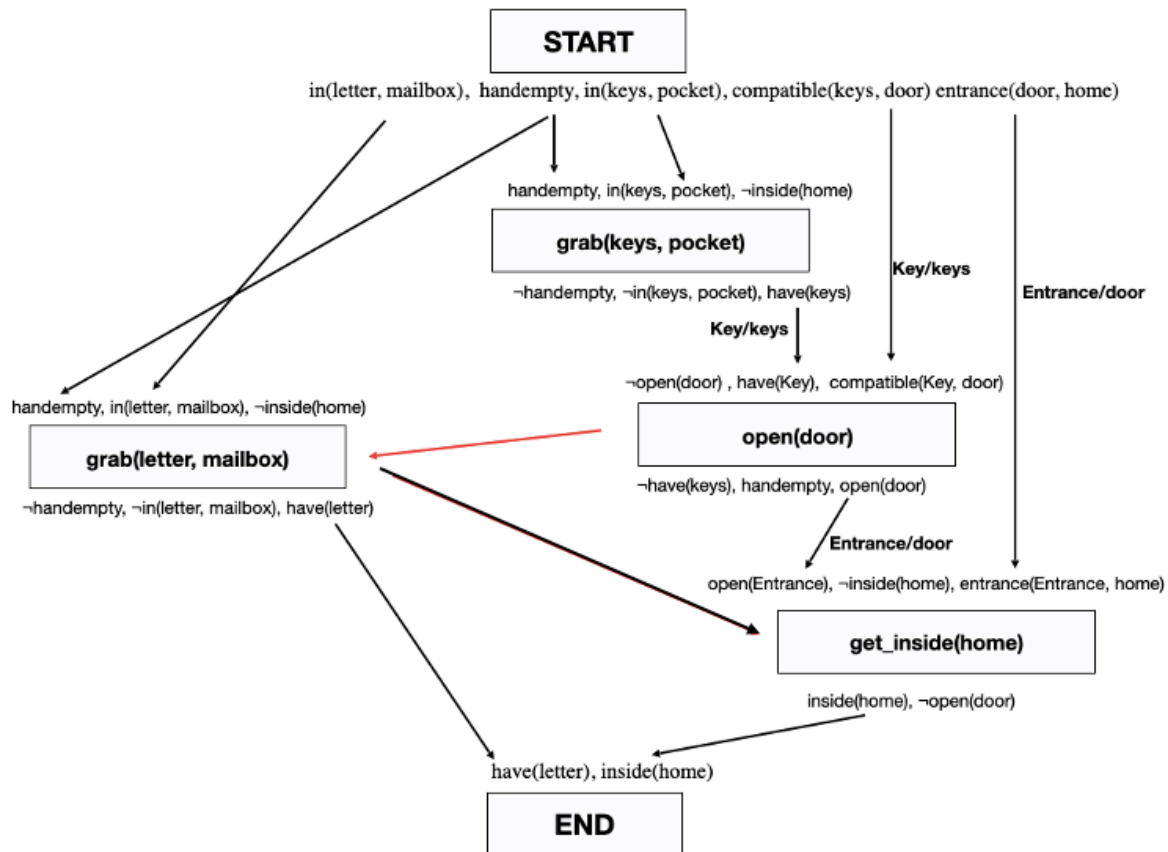 START
in(letter, mailbox), handempty, in(keys, pocket), compatible(keys, door) entrance(door, home)
handempty, in(keys, pocket), ¬inside(home)
grab(keys, pocket)
Key/keys
Entrance/door
¬handempty, ¬in(keys, pocket), have(keys)
Key/keys
¬open(door) , have(Key), compatible(Key, door)
handempty, in(letter, mailbox), ¬inside(home)
open(door)
grab(letter, mailbox)
¬have(keys), handempty, open(door)
¬handempty, ¬in(letter, mailbox), have(letter)
Entrance/door
open(Entrance), ¬inside(home), entrance(Entrance, home)
get_inside(home)
inside(home), ¬open(door)
have(letter), inside(home)
END